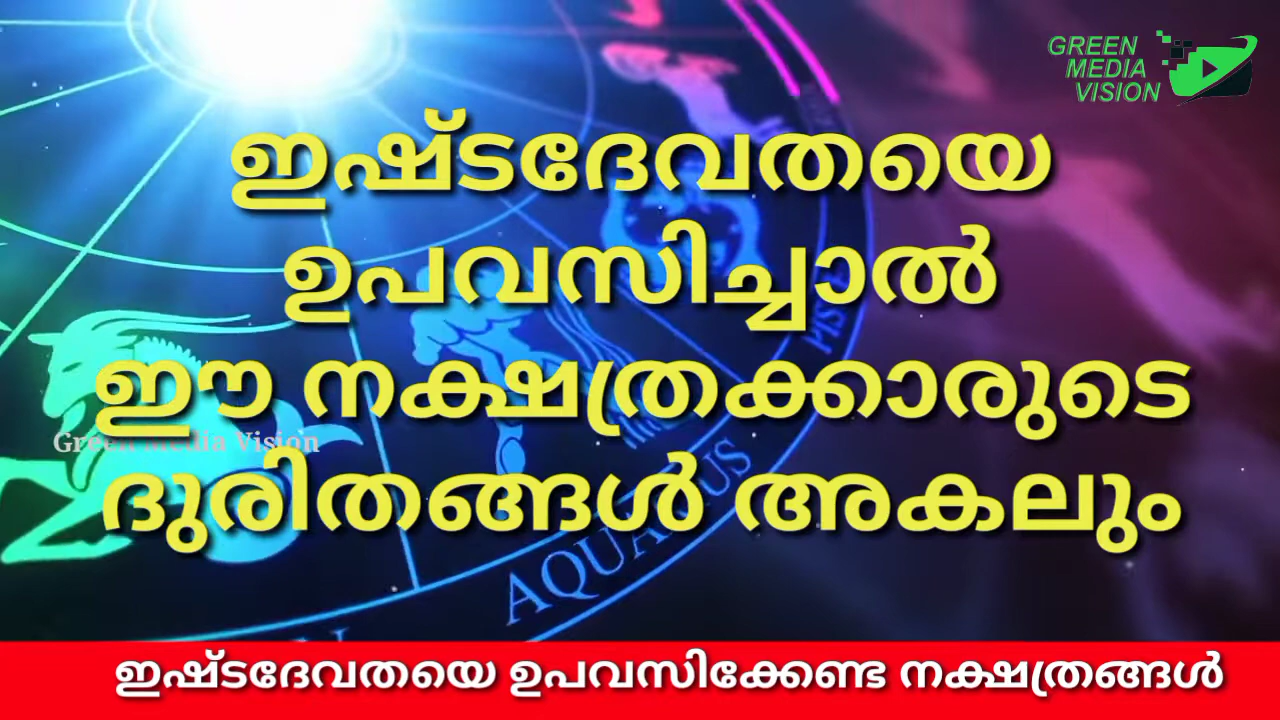 GREEN
MEDIA
VISION
ഇഷ്ടദേവതയെ
ഉപവസിച്ചാൽ
ഈ നക്ഷത്രക്കാരുടെ
Green Media Vision
ദുരിതങ്ങൾ അകലും
AQUARIUS
ഇഷ്ടദേവതയെ ഉപവസിക്കേണ്ട നക്ഷത്രങ്ങൾ